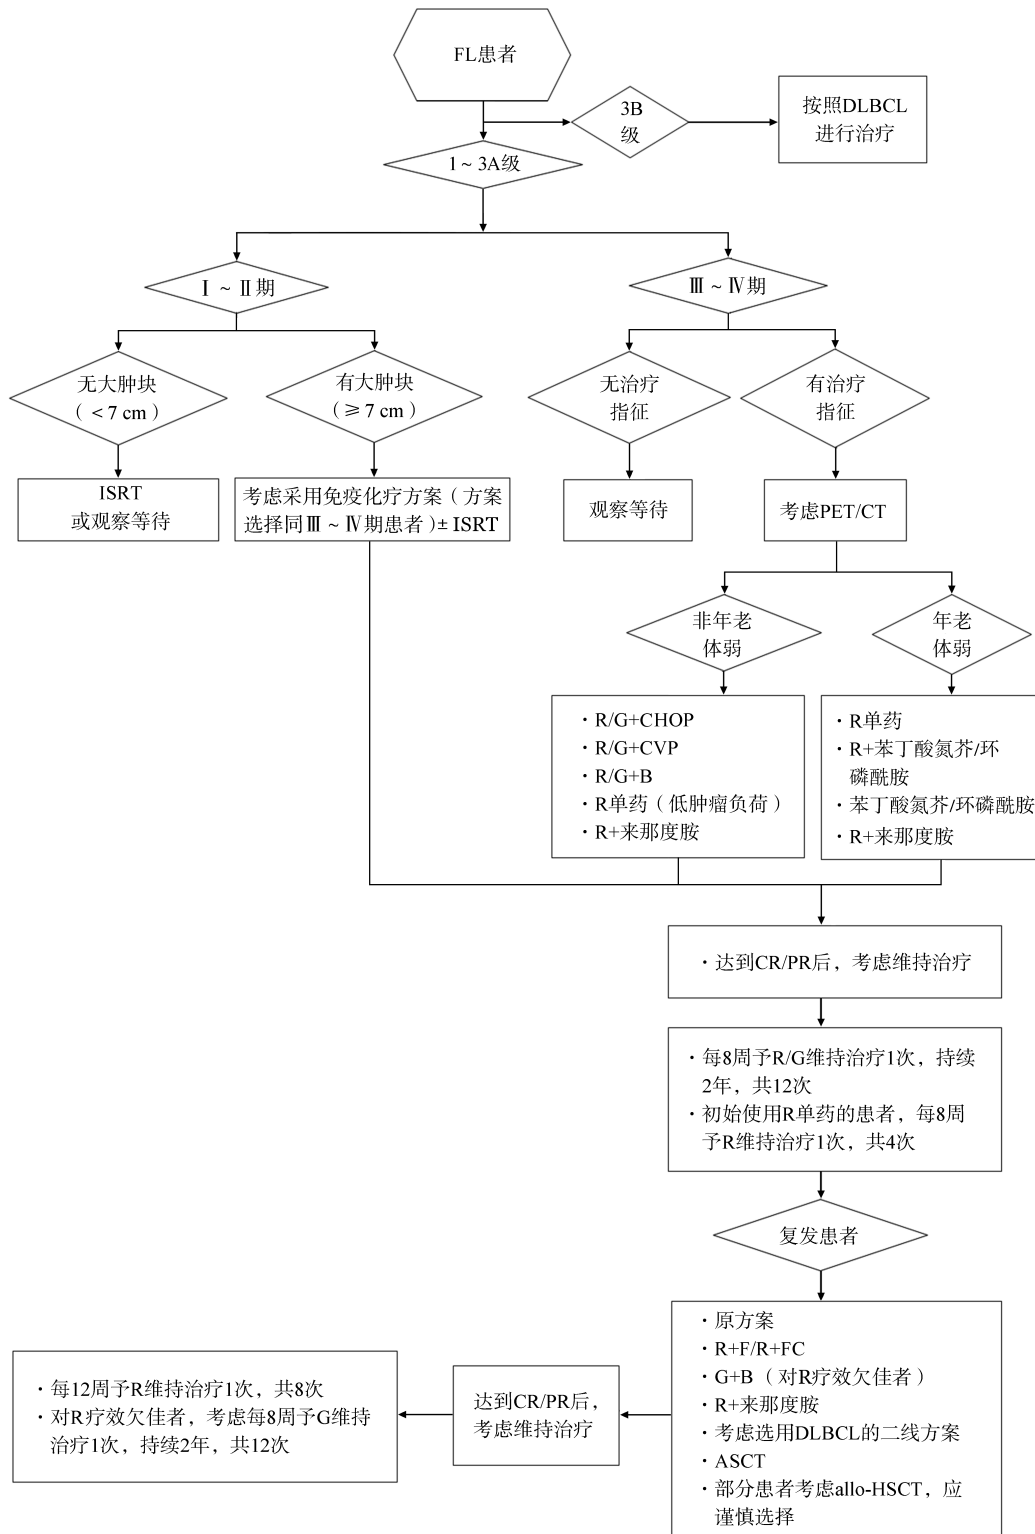 FL患者
3B
级
按照DLBCL
进行治疗
1～3A级
Ⅰ～Ⅱ期
Ⅲ～Ⅳ期
无大肿块
（＜7 cm）
有大肿块
（≥7 cm）
无治疗
指征
有治疗
指征
ISRT
或观察等待
考虑采用免疫化疗方案（方案
选择同Ⅲ～Ⅳ期患者）± ISRT
观察等待
考虑PET/CT
非年老
体弱
年老
体弱
·R/G+CHOP
·R/G+CVP
·R/G+B
·R单药（低肿瘤负荷）
·R+来那度胺
·R单药
·R+苯丁酸氮芥/环
磷酰胺
·苯丁酸氮芥/环磷酰胺
·R+来那度胺
·达到CR/PR后，考虑维持治疗
·每8周予R/G维持治疗1次，持续
2年，共12次
·初始使用R单药的患者，每8周
予R维持治疗1次，共4次
复发患者
·原方案
·R+F/R+FC
·G+B（对R疗效欠佳者）
·R+来那度胺
·考虑选用DLBCL的二线方案
·ASCT
·部分患者考虑allo-HSCT，应
谨慎选择
达到CR/PR后，
考虑维持治疗
·每12周予R维持治疗1次，共8次
·对R疗效欠佳者，考虑每8周予G维持
治疗1次，持续2年，共12次